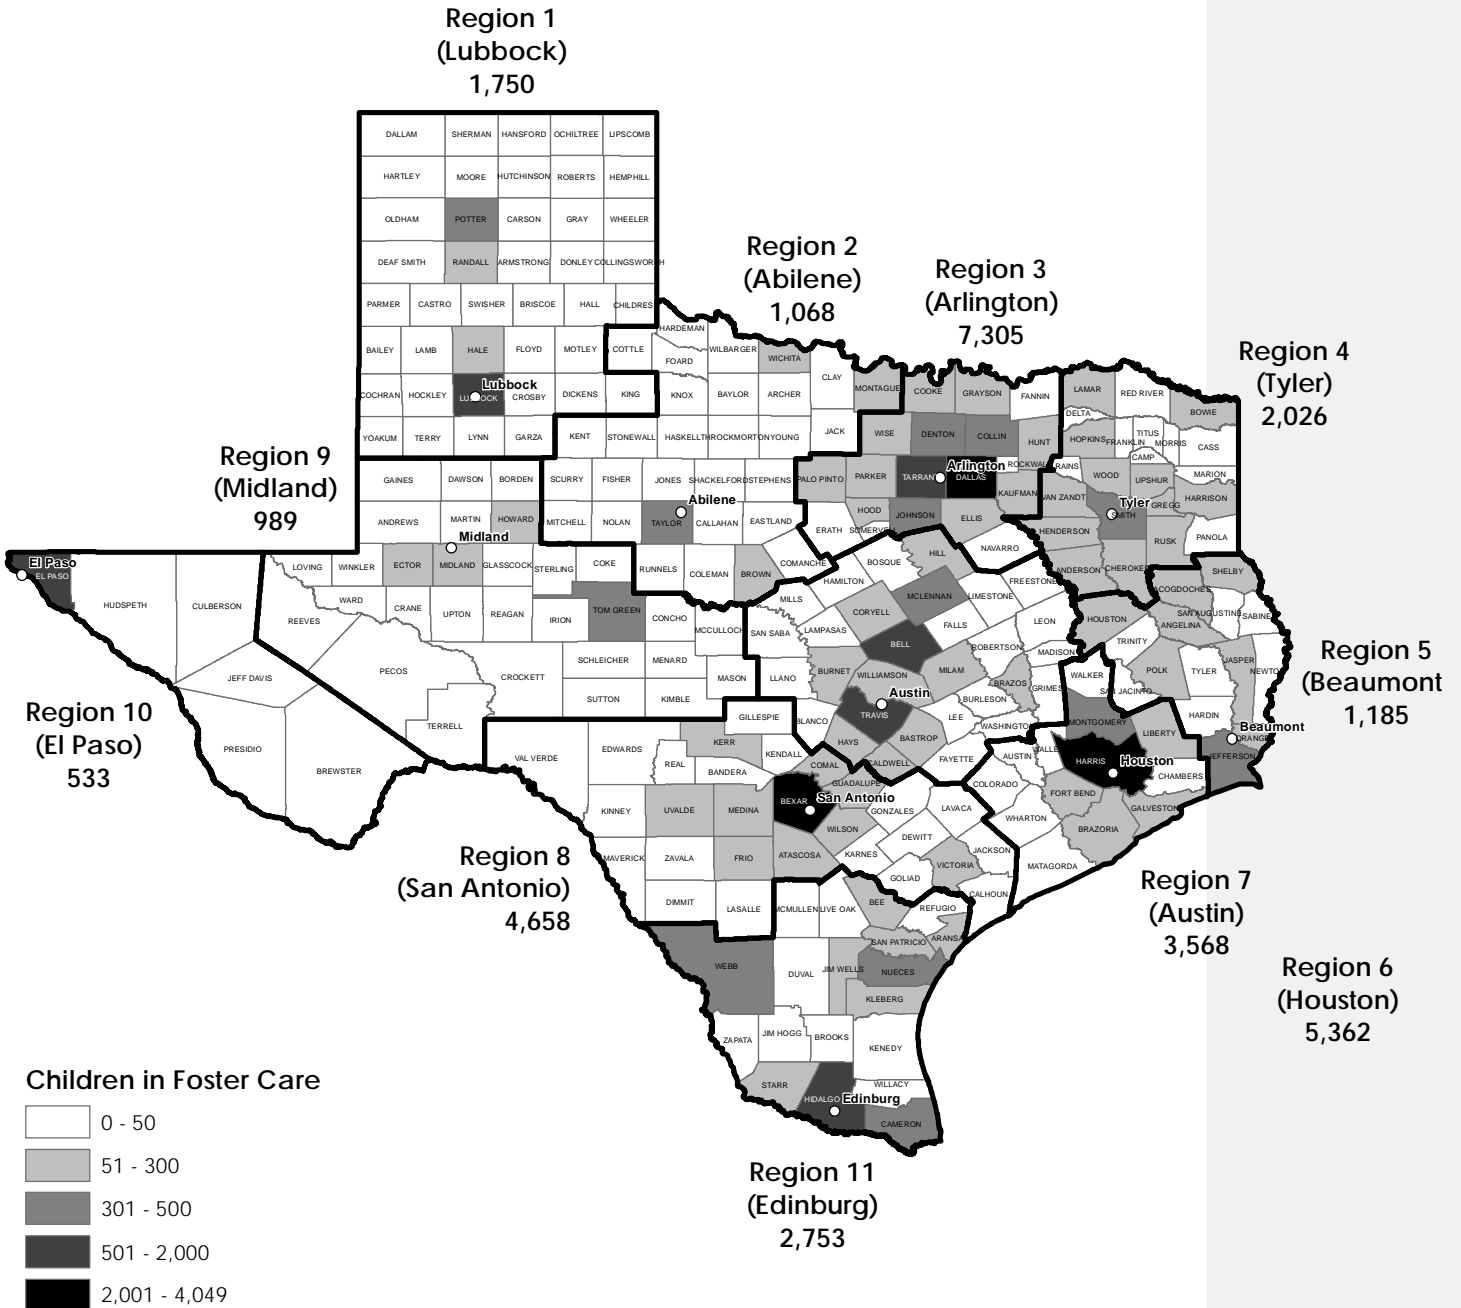 Region 1
(Lubbock)
1,750
DALLAM SHERMAN HANSFORD OCHILTREE LIPSCOMB
HARTLEY MOORE HUTCHINSON ROBERTS HEMPHILL
OLDHAM POTTER CARSON GRAY WHEELER
DEAF SMITH RANDALL ARMSTRONG DONLEY COLLINGSWORTH
PARMER CASTRO SWISHER BRISCOE HALL CHILDRES
BAILEY LAMB HALE FLOYD MOTLEY COTTLE
COCHRAN HOCKLEY LUBBOCK CROSBY DICKENS KING
Lubbock
YOAKUM TERRY LYNN GARZA KENT STONEWALL HASKELL THROCKMORTON YOUNG JACK
Region 2
(Abilene)
1,068
HARDEMAN
FOARD WILBARGER WICHITA
CLAY MONTAGUE
KNOX BAYLOR ARCHER
Region 3
(Arlington)
7,305
COOKE GRAYSON FANNIN
WISE DENTON COLLIN HUNT
PALO PINTO PARKER TARRANT DALLAS ROCKWALL KAUFMAN
Arlington
HOOD JOHNSON ELLIS
ERATH SOMERVELL NAVARRO
Region 4
(Tyler)
2,026
LAMAR RED RIVER BOWIE
DELTA
HOPKINS FRANKLIN TITUS MORRIS CASS
CAMP
RAINS WOOD UPSHUR MARION
VAN ZANDT Tyler GREGG HARRISON
SMITH
HENDERSON RUSK PANOLA
ANDERSON CHEROKEE
Region 9
(Midland)
989
GAINES DAWSON BORDEN SCURRY FISHER JONES SHACKELFORD STEPHENS
Abilene
ANDREWS MARTIN HOWARD MITCHELL NOLAN TAYLOR CALLAHAN EASTLAND
Midland
LOVING WINKLER ECTOR MIDLAND GLASSCOCK STERLING COKE RUNNELS COLEMAN BROWN COMANCHE
WARD CRANE UPTON REAGAN IRION TOM GREEN CONCHO
REEVES MCCULLOCH
PECOS CROCKETT SCHLEICHER MENARD MASON
SUTTON KIMBLE
TERRELL
El Paso
EL PASO
HUDSPETH CULBERSON
JEFF DAVIS
PRESIDIO BREWSTER
Region 10
(El Paso)
533
BOSQUE HILL
HAMILTON FREESTONE
MILLS CORYELL MCLENNAN LIMESTONE
SAN SABA LAMPASAS BELL FALLS LEON
ROBERTSON MADISON
LLANO BURNET WILLIAMSON MILAM BRAZOS GRIMES
Austin
BLANCO TRAVIS LEE BURLESON WASHINGTON
HAYS BASTROP
CALDWELL FAYETTE
HOUSTON NACOGDOCHES SHELBY
TRINITY ANGELINA SAN AUGUSTINE SABINE
POLK TYLER JASPER NEWTON
SAN JACINTO HARDIN
Beaumont
ORANGE
JEFFERSON
Region 5
(Beaumont
1,185
WALKER
MONTGOMERY LIBERTY
AUSTIN WALLER HARRIS Houston
COLORADO FORT BEND CHAMBERS
WHARTON BRAZORIA GALVESTON
MATAGORDA
GILLESPIE
VAL VERDE EDWARDS KERR KENDALL COMAL
REAL BANDERA GUADALUPE
KINNEY UVALDE MEDINA BEXAR San Antonio
WILSON GONZALES LAVACA
MAVERICK ZAVALA FRIO ATASCOSA KARNES DEWITT JACKSON
GOLIAD VICTORIA
DIMMIT LASALLE CALHOUN
Region 8
(San Antonio)
4,658
Region 7
(Austin)
3,568
Region 6
(Houston)
5,362
MCMULLEN LIVE OAK BEE REFUGIO
SAN PATRICIO ARANSA
WEBB DUVAL JIM WELLS NUECES
KLEBERG
ZAPATA JIM HOGG BROOKS KENEDY
STARR HIDALGO WILLACY
Edinburg
CAMERON
Region 11
(Edinburg)
2,753
Children in Foster Care
0 - 50
51 - 300
301 - 500
501 - 2,000
2,001 - 4,049